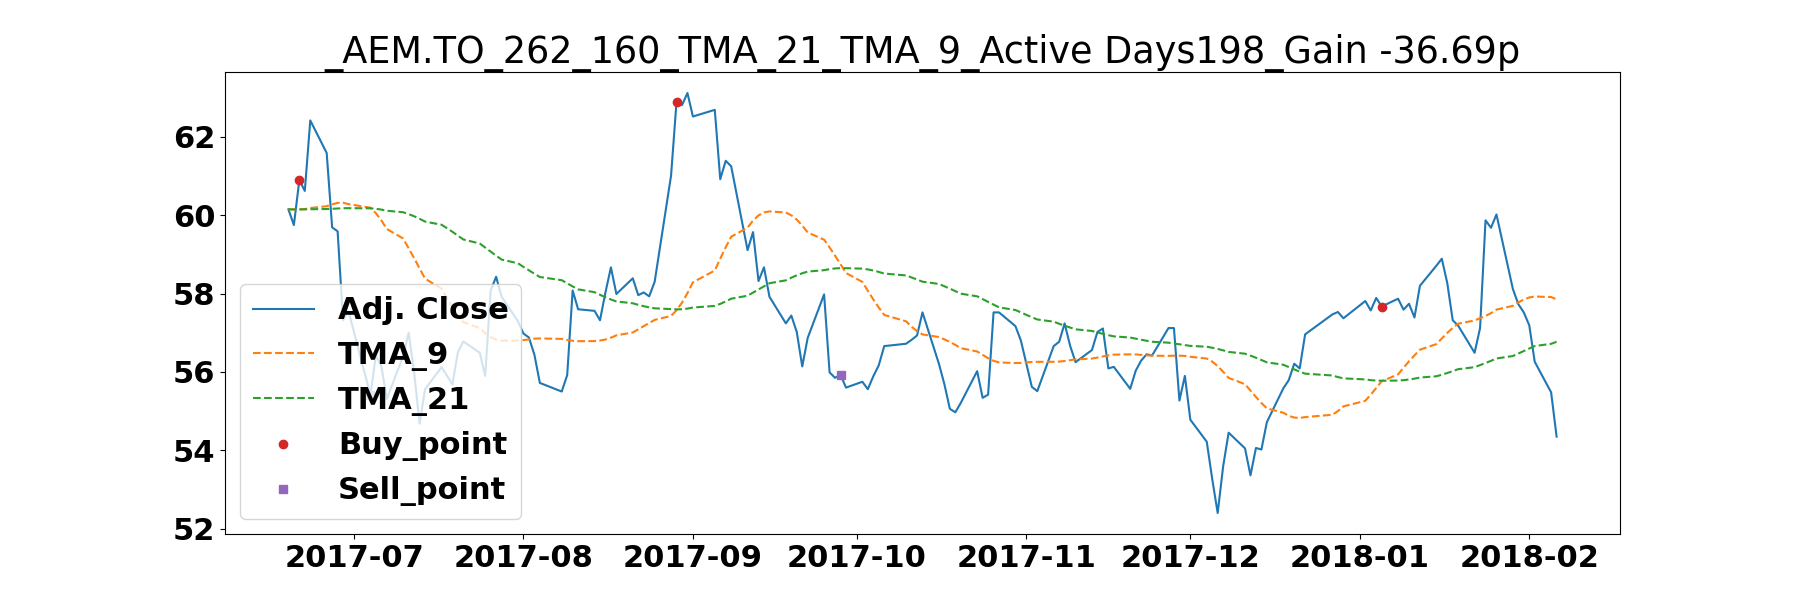 _AEM.TO_262_160_TMA_21_TMA_9_Active Days198_Gain -36.69p
62
60
58
56
54
52
Adj. Close
TMA_9
TMA_21
Buy_point
Sell_point
2017-07 2017-08 2017-09 2017-10 2017-11 2017-12 2018-01 2018-02